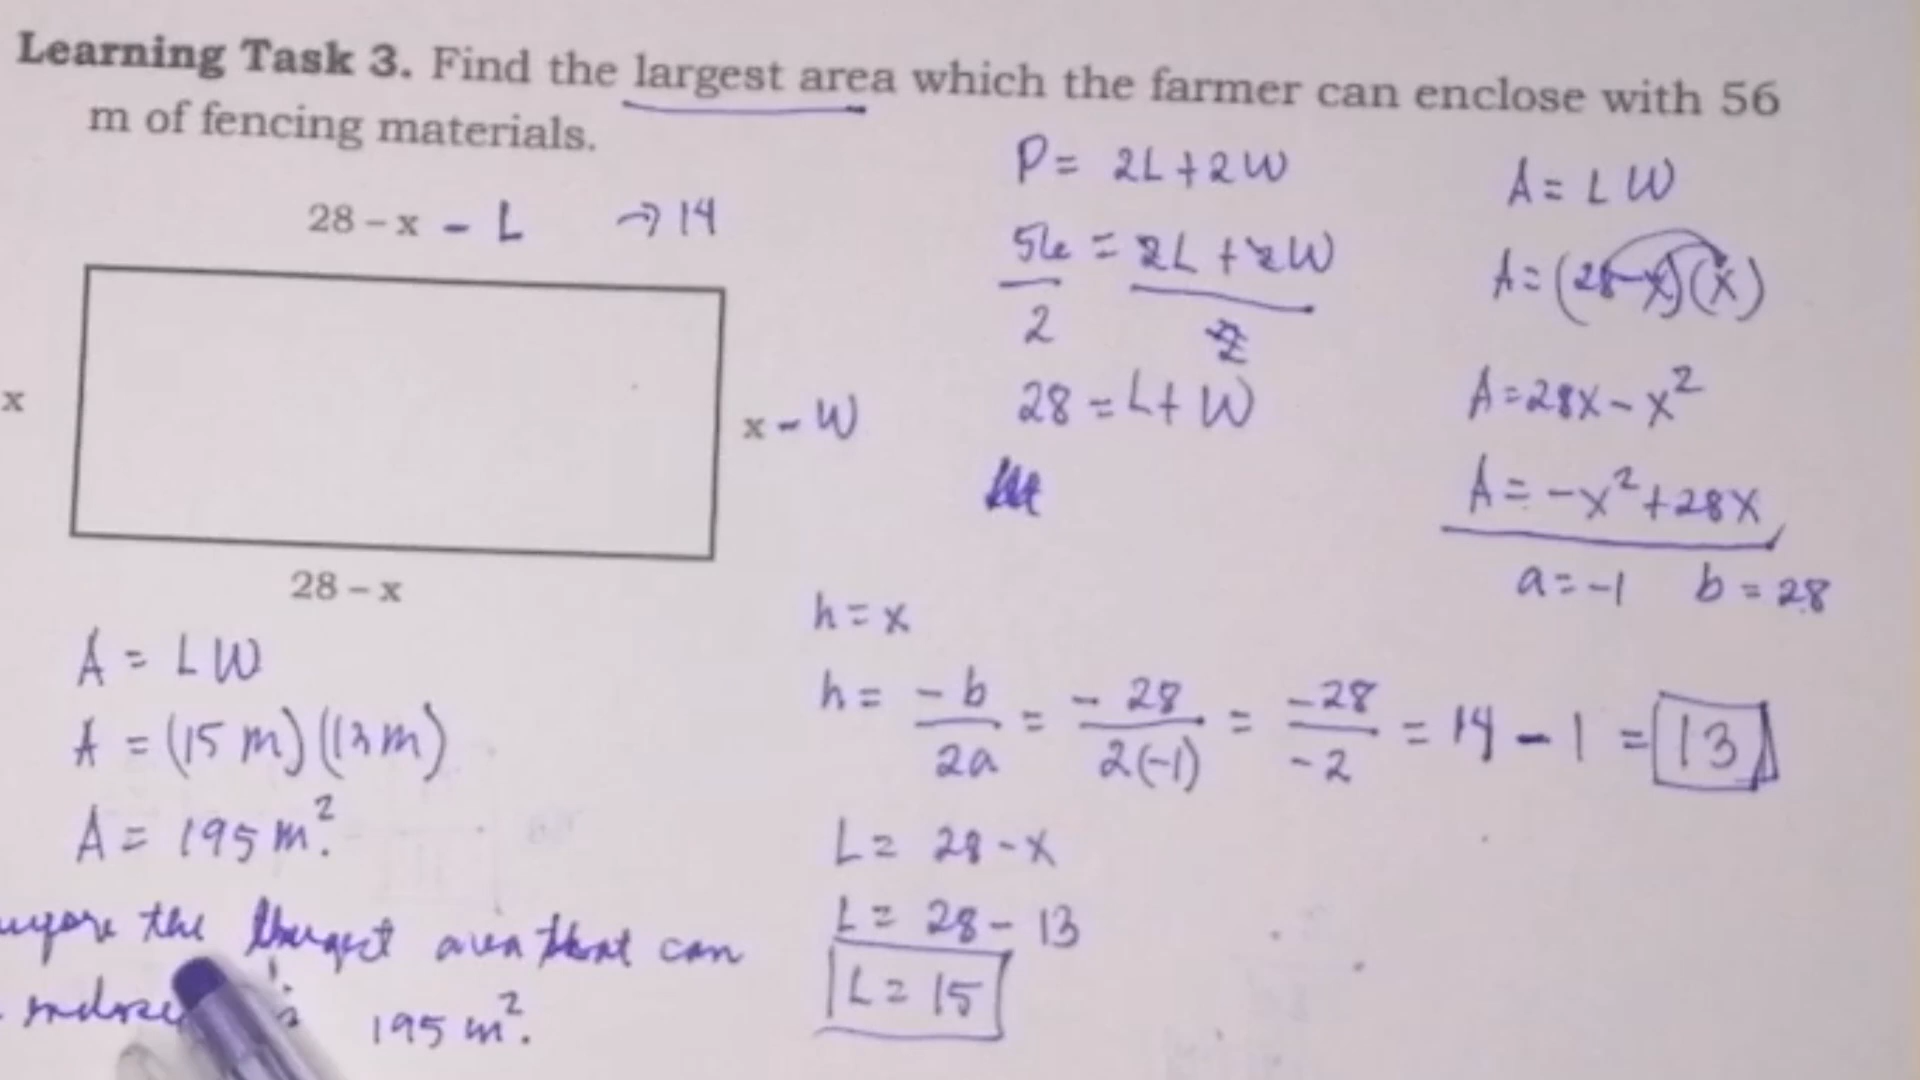 Learning Task 3. Find the largest area which the farmer can enclose with 56
m of fencing materials.
28 – x - L → 14
x
x - W
28 – x
P = 2L + 2W
56 = 2L + 2W
2 2
28 = L + W
A = L W
A = (28-x)(x)
A = 28x - x²
A = -x² + 28x
a = -1 b = 28
h = x
h = -b/2a = -28/2(-1) = -28/-2 = 14 - 1 = 13
L = 28 - x
L = 28 - 13
L = 15
A = L W
A = (15 m)(13 m)
A = 195 m².
the largest area that can
195 m².